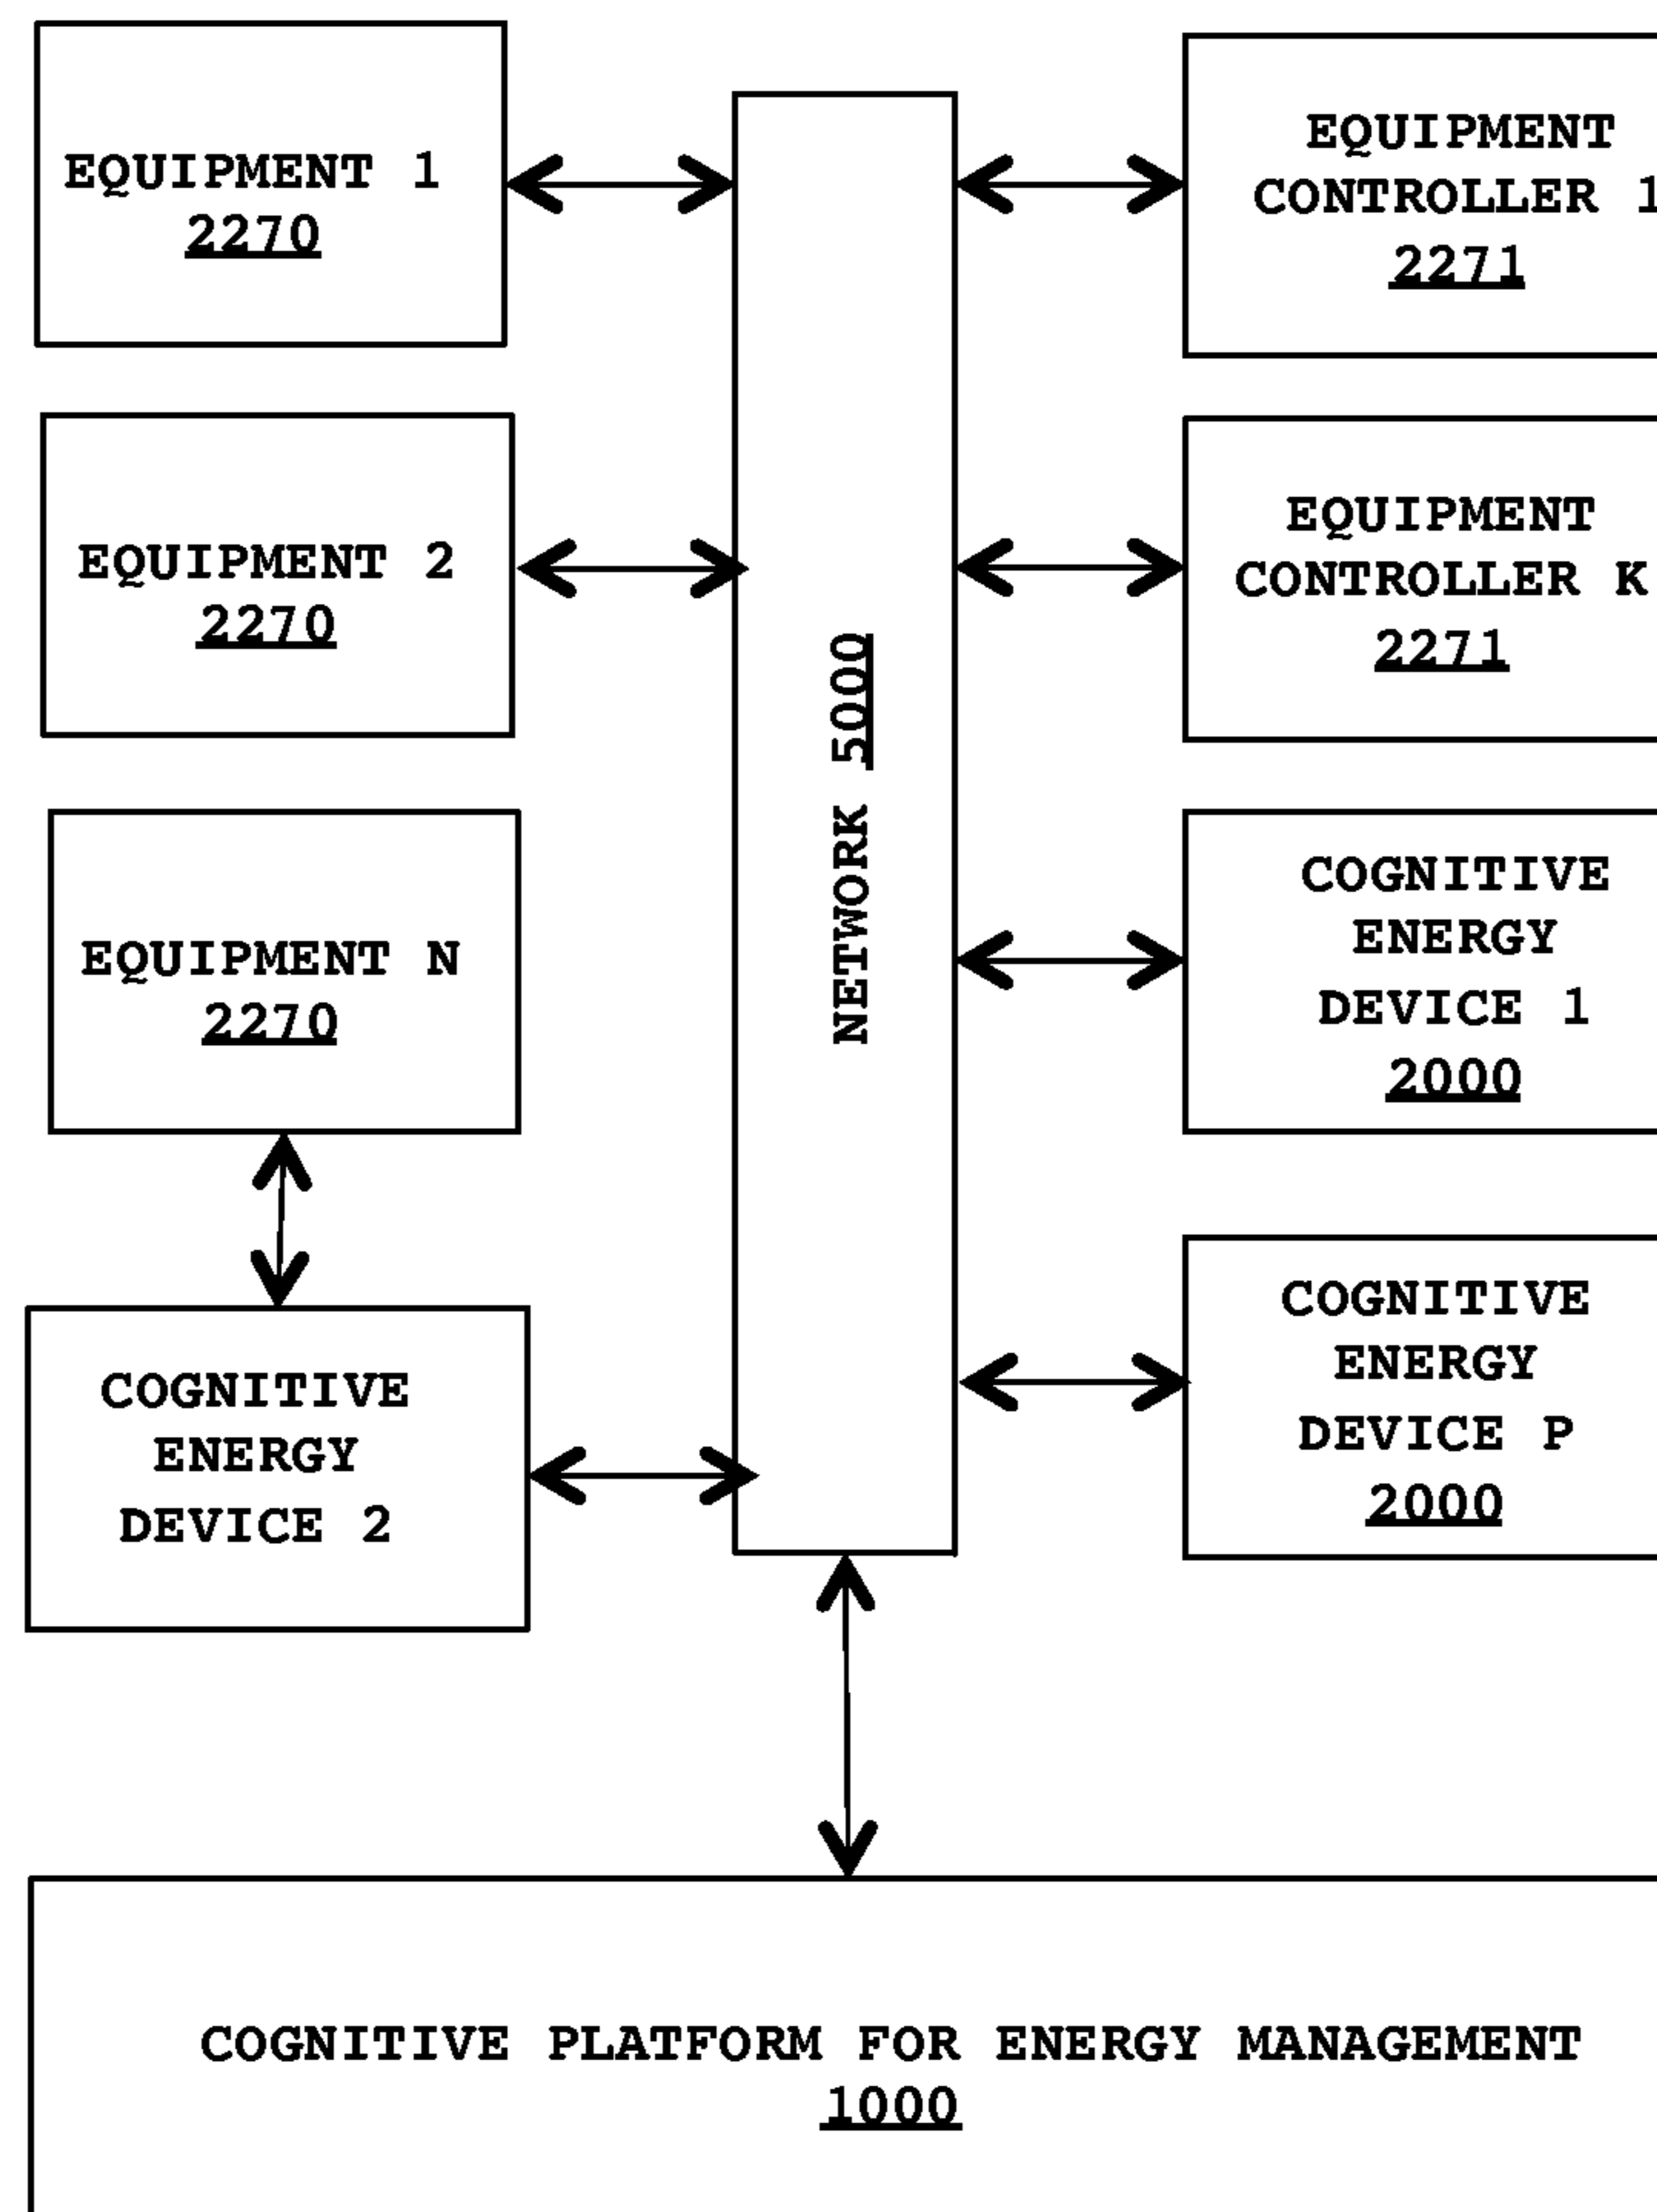 EQUIPMENT 1
2270
EQUIPMENT 2
2270
EQUIPMENT N
2270
COGNITIVE
ENERGY
DEVICE 2
NETWORK 5000
EQUIPMENT
CONTROLLER 1
2271
EQUIPMENT
CONTROLLER K
2271
COGNITIVE
ENERGY
DEVICE 1
2000
COGNITIVE
ENERGY
DEVICE P
2000
COGNITIVE PLATFORM FOR ENERGY MANAGEMENT
1000